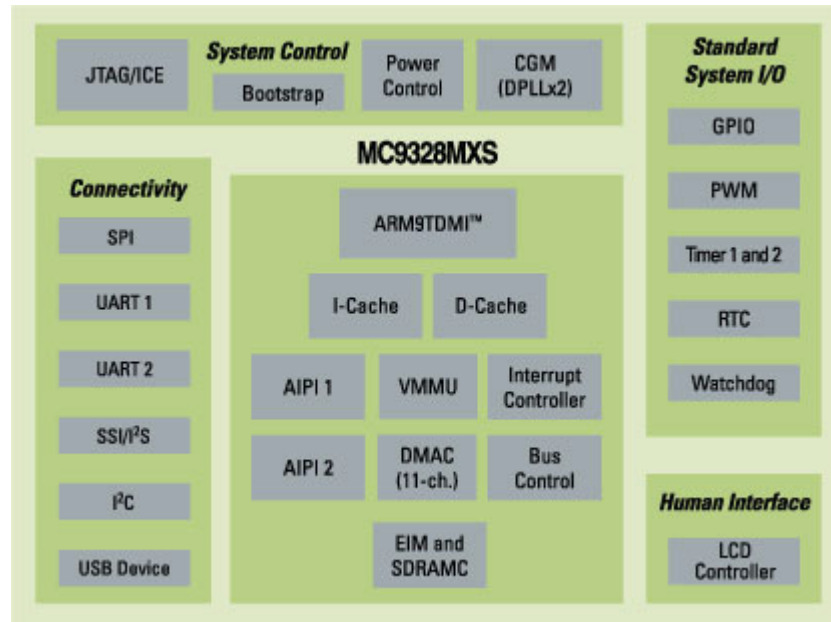 JTAG/ICE
System Control
Bootstrap
Power
Control
CGM
(DPLLx2)
Standard
System I/O
GPIO
PWM
Timer 1 and 2
RTC
Watchdog
MC9328MXS
Connectivity
SPI
UART 1
UART 2
SSI/I²S
I²C
USB Device
ARM9TDMI™
I-Cache
D-Cache
AIPI 1
VMMU
Interrupt
Controller
AIPI 2
DMAC
(11-ch.)
Bus
Control
EIM and
SDRAMC
Human Interface
LCD
Controller